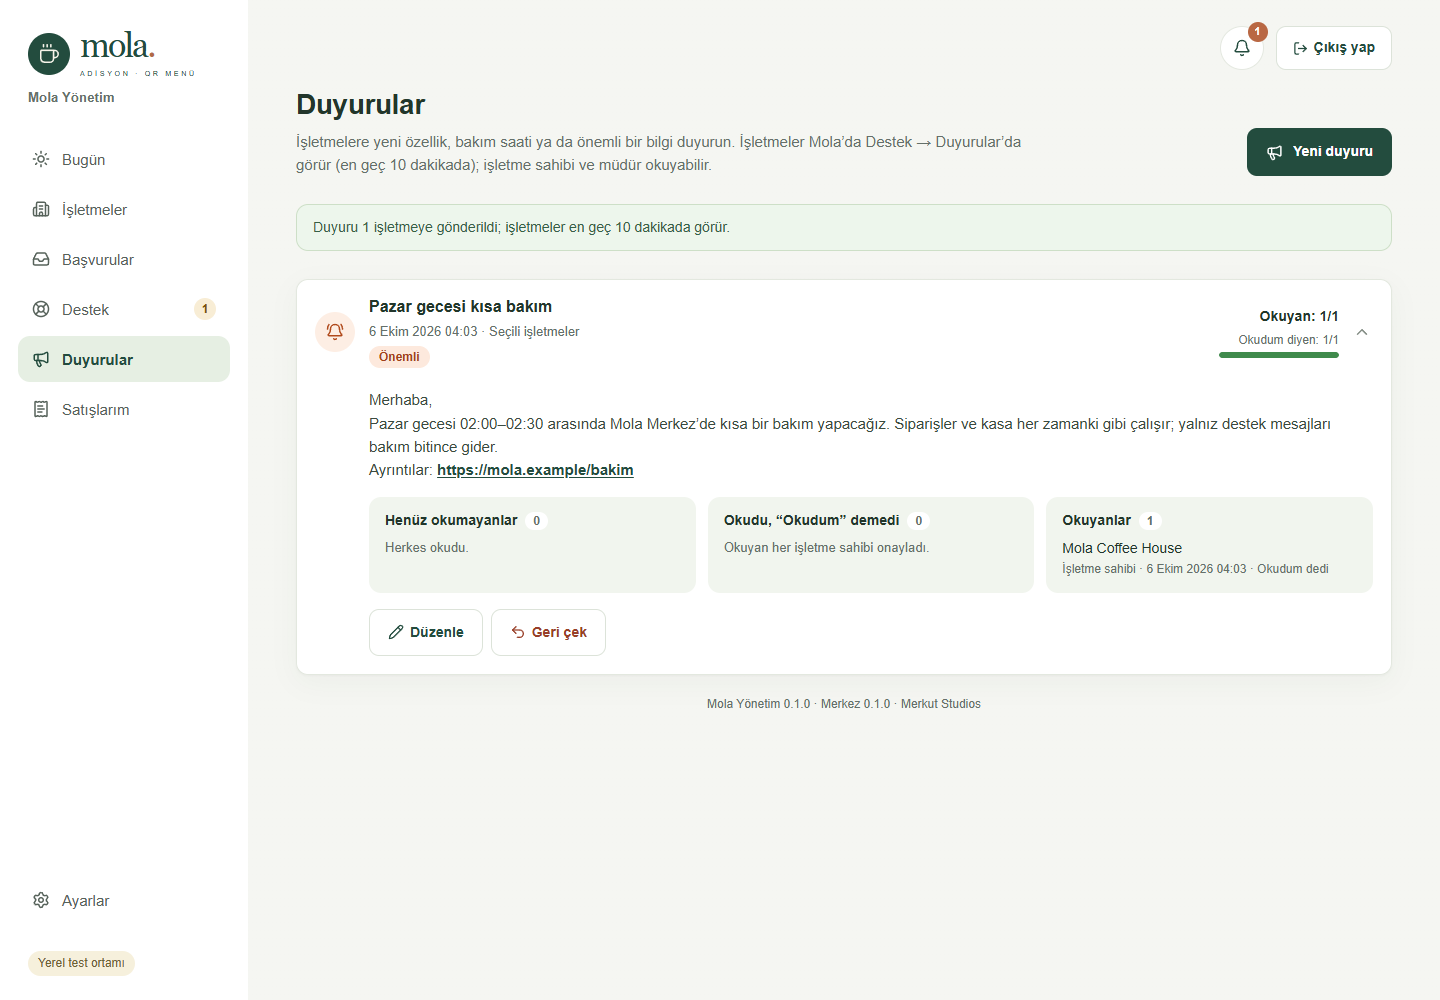 mola.
ADİSYON · QR MENÜ
Mola Yönetim
Bugün
İşletmeler
Başvurular
Destek 1
Duyurular
Satışlarım
Ayarlar
Yerel test ortamı
1
Çıkış yap
Duyurular
İşletmelere yeni özellik, bakım saati ya da önemli bir bilgi duyurun. İşletmeler Mola’da Destek → Duyurular’da
görür (en geç 10 dakikada); işletme sahibi ve müdür okuyabilir.
Yeni duyuru
Duyuru 1 işletmeye gönderildi; işletmeler en geç 10 dakikada görür.
Pazar gecesi kısa bakım
6 Ekim 2026 04:03 · Seçili işletmeler
Önemli
Okuyan: 1/1
Okudum diyen: 1/1
Merhaba,
Pazar gecesi 02:00–02:30 arasında Mola Merkez’de kısa bir bakım yapacağız. Siparişler ve kasa her zamanki gibi çalışır; yalnız destek mesajları
bakım bitince gider.
Ayrıntılar: https://mola.example/bakim
Henüz okumayanlar 0
Herkes okudu.
Okudu, “Okudum” demedi 0
Okuyan her işletme sahibi onayladı.
Okuyanlar 1
Mola Coffee House
İşletme sahibi · 6 Ekim 2026 04:03 · Okudum dedi
Düzenle
Geri çek
Mola Yönetim 0.1.0 · Merkez 0.1.0 · Merkut Studios